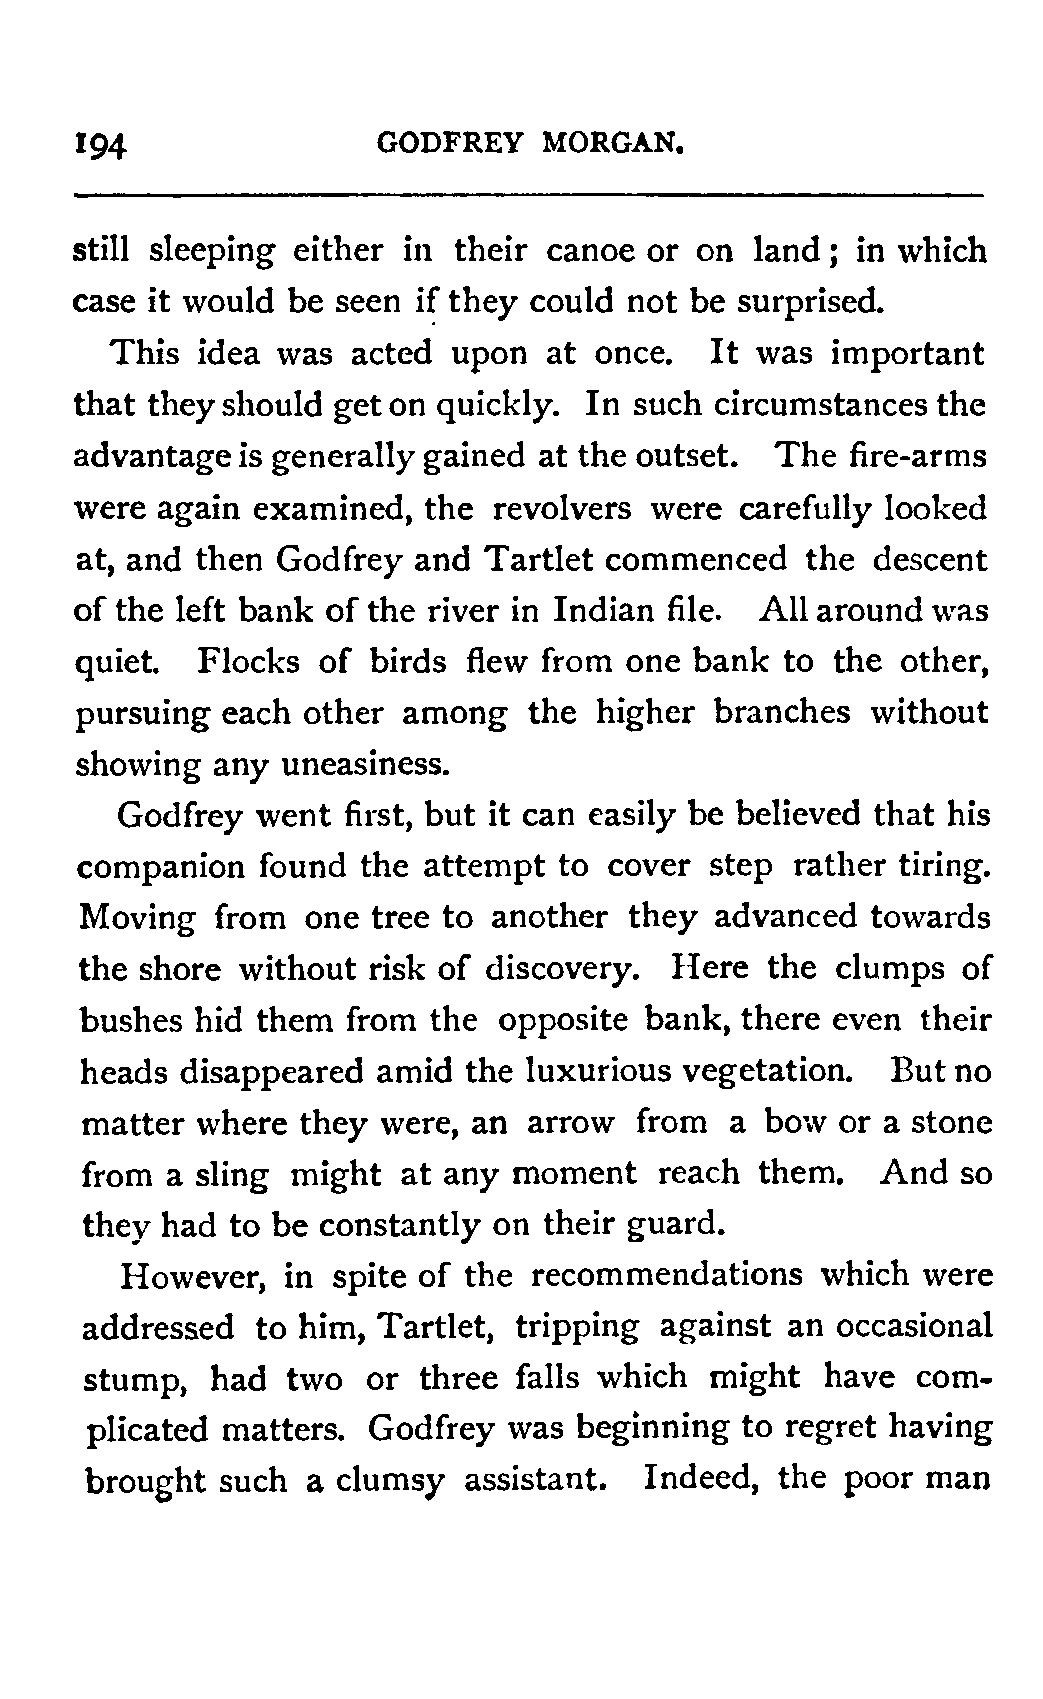 194 GODFREY MORGAN.
still sleeping either in their canoe or on land; in which
case it would be seen if they could not be surprised.
This idea was acted upon at once. It was important
that they should get on quickly. In such circumstances the
advantage is generally gained at the outset. The fire-arms
were again examined, the revolvers were carefully looked
at, and then Godfrey and Tartlet commenced the descent
of the left bank of the river in Indian file. All around was
quiet. Flocks of birds flew from one bank to the other,
pursuing each other among the higher branches without
showing any uneasiness.
Godfrey went first, but it can easily be believed that his
companion found the attempt to cover step rather tiring.
Moving from one tree to another they advanced towards
the shore without risk of discovery. Here the clumps of
bushes hid them from the opposite bank, there even their
heads disappeared amid the luxurious vegetation. But no
matter where they were, an arrow from a bow or a stone
from a sling might at any moment reach them. And so
they had to be constantly on their guard.
However, in spite of the recommendations which were
addressed to him, Tartlet, tripping against an occasional
stump, had two or three falls which might have com-
plicated matters. Godfrey was beginning to regret having
brought such a clumsy assistant. Indeed, the poor man